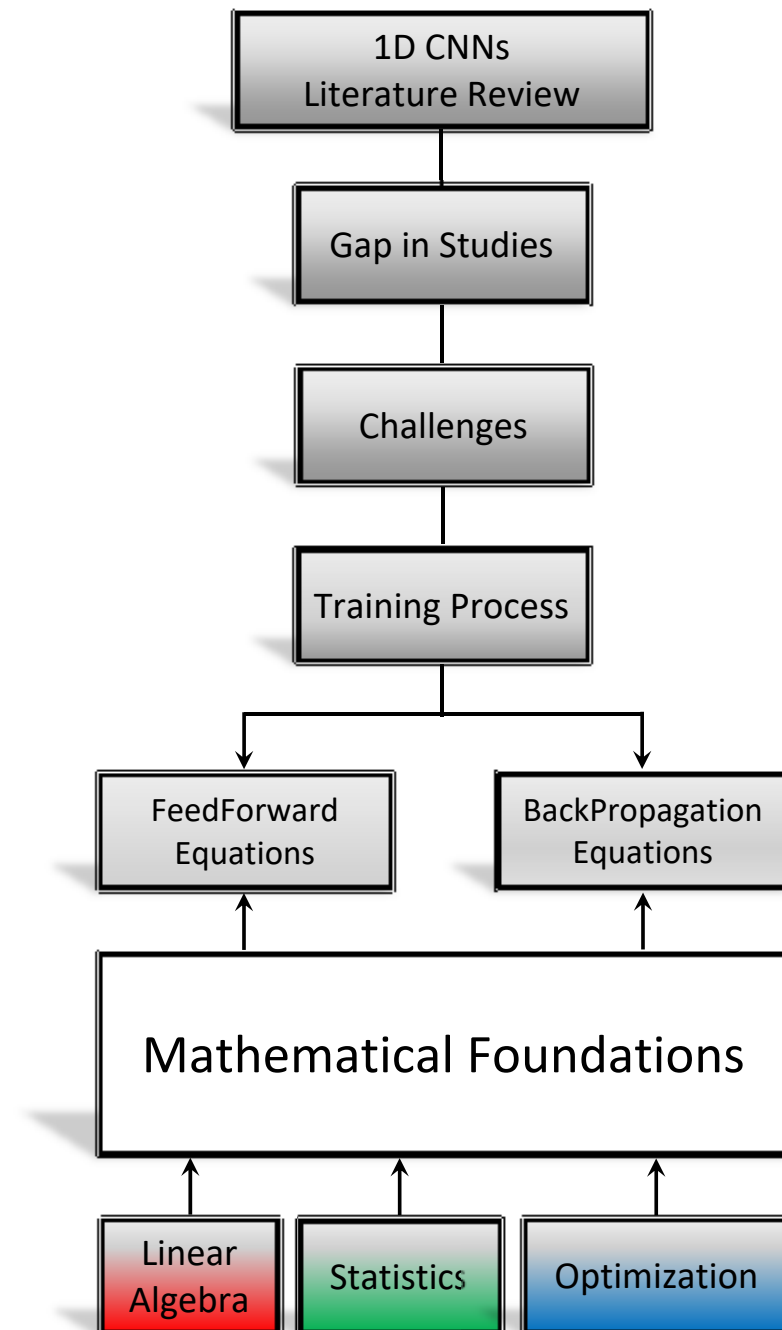 1D CNNs
Literature Review
Gap in Studies
Challenges
Training Process
FeedForward
Equations
BackPropagation
Equations
Mathematical Foundations
Linear
Algebra
Statistics
Optimization